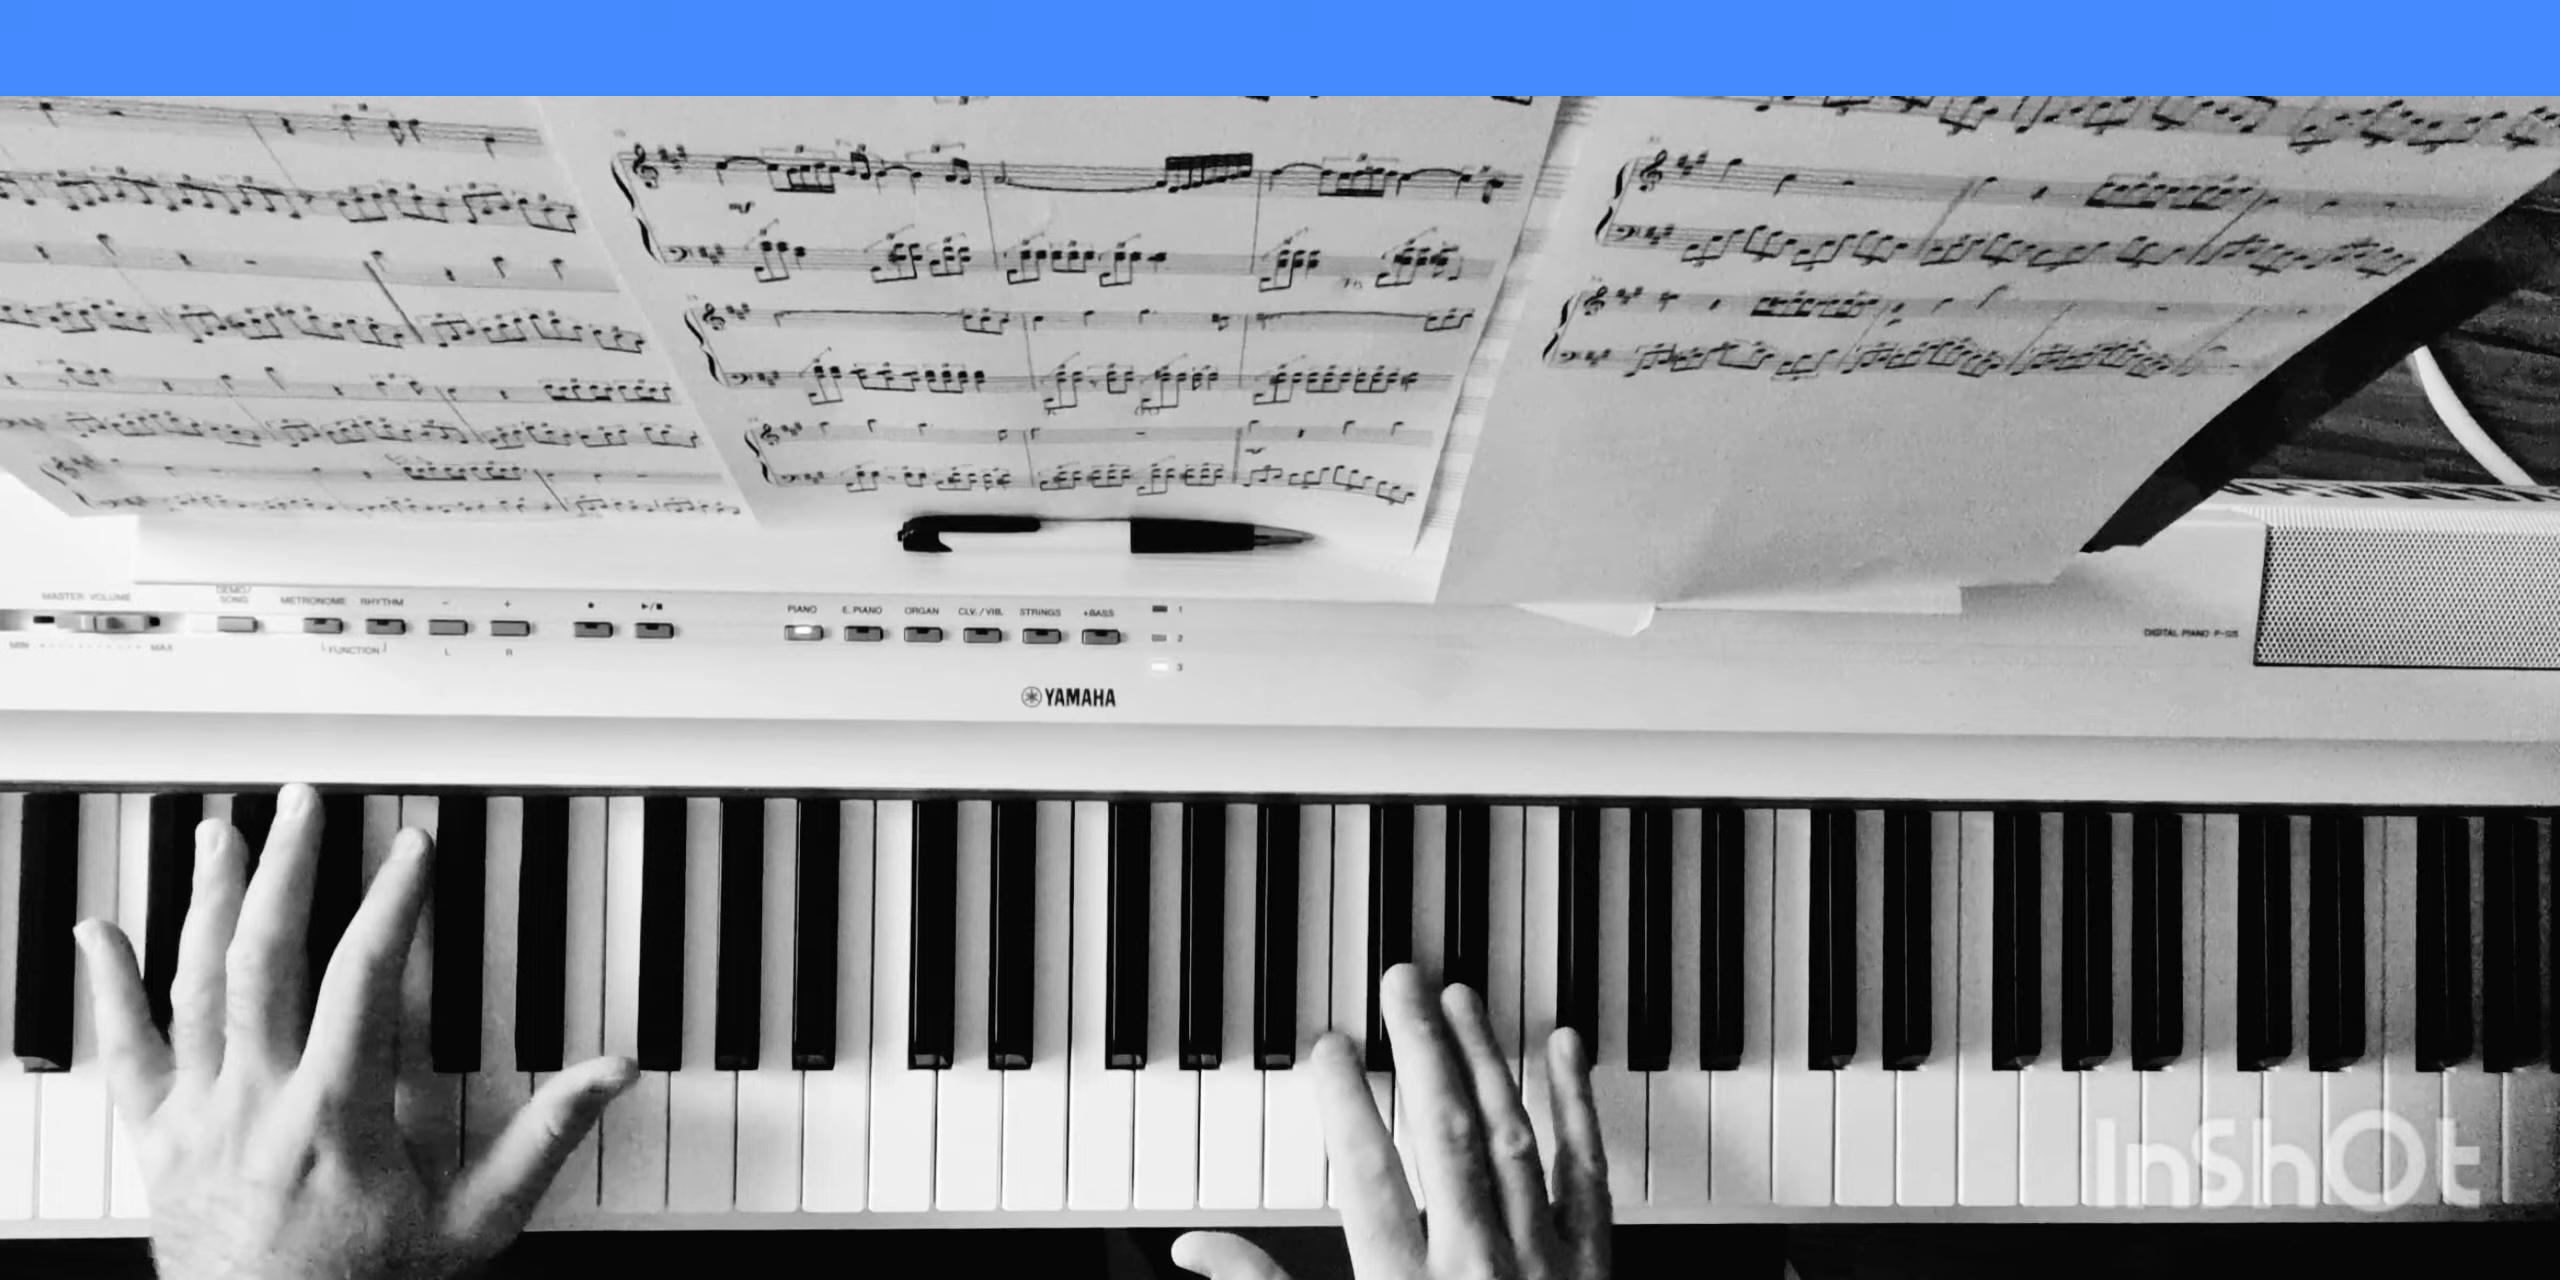 MASTER VOLUME
MIN MAX
DEMO/
SONG
METRONOME RHYTHM - +
FUNCTION
L R
PIANO E. PIANO ORGAN CLV. / VIB. STRINGS +BASS
1
2
3
YAMAHA
DIGITAL PIANO P-125
InShOt